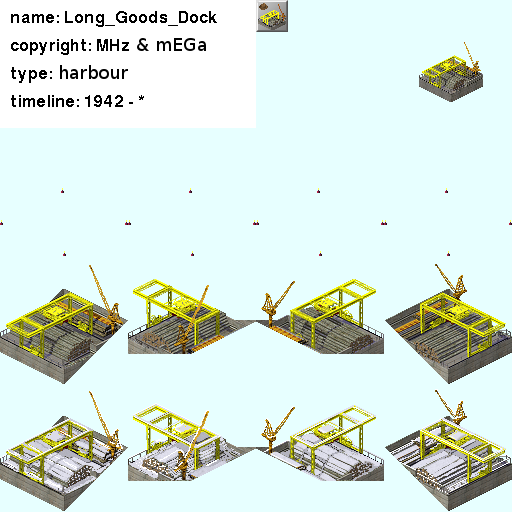 name: Long_Goods_Dock
copyright: MHz & mEGa
type: harbour
timeline: 1942 - *